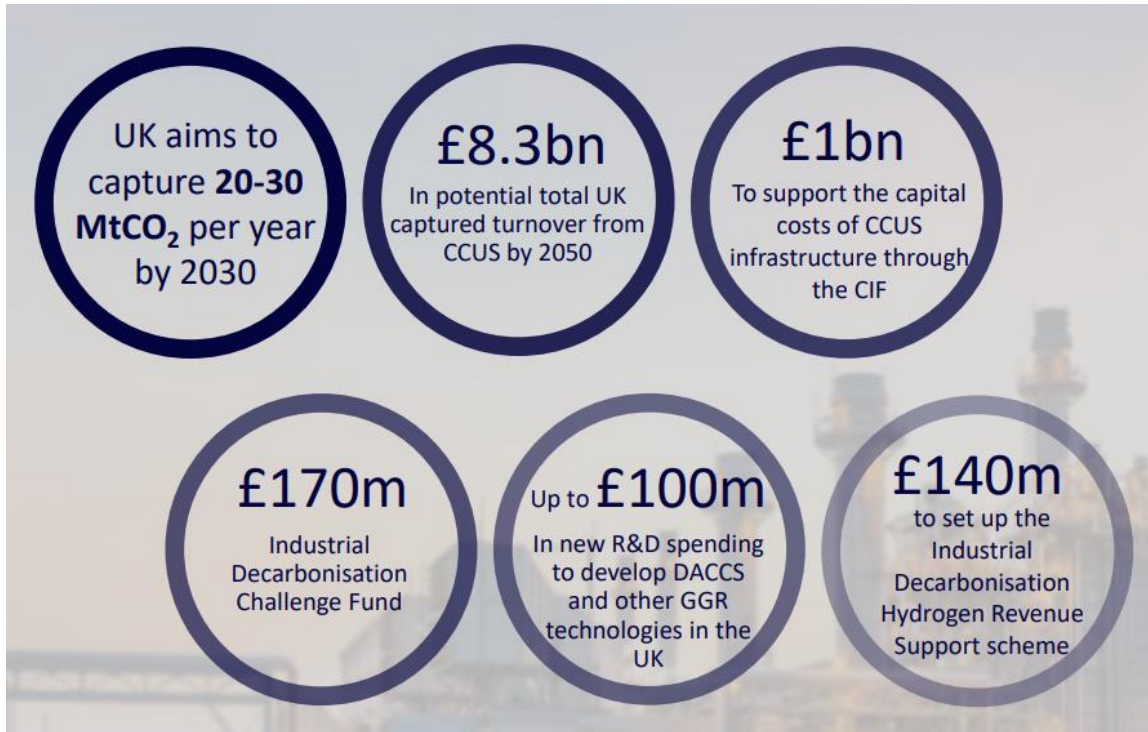 UK aims to
capture 20-30
MtCO₂ per year
by 2030
£8.3bn
In potential total UK
captured turnover from
CCUS by 2050
£1bn
To support the capital
costs of CCUS
infrastructure through
the CIF
£170m
Industrial
Decarbonisation
Challenge Fund
Up to £100m
In new R&D spending
to develop DACCS
and other GGR
technologies in the
UK
£140m
to set up the
Industrial
Decarbonisation
Hydrogen Revenue
Support scheme